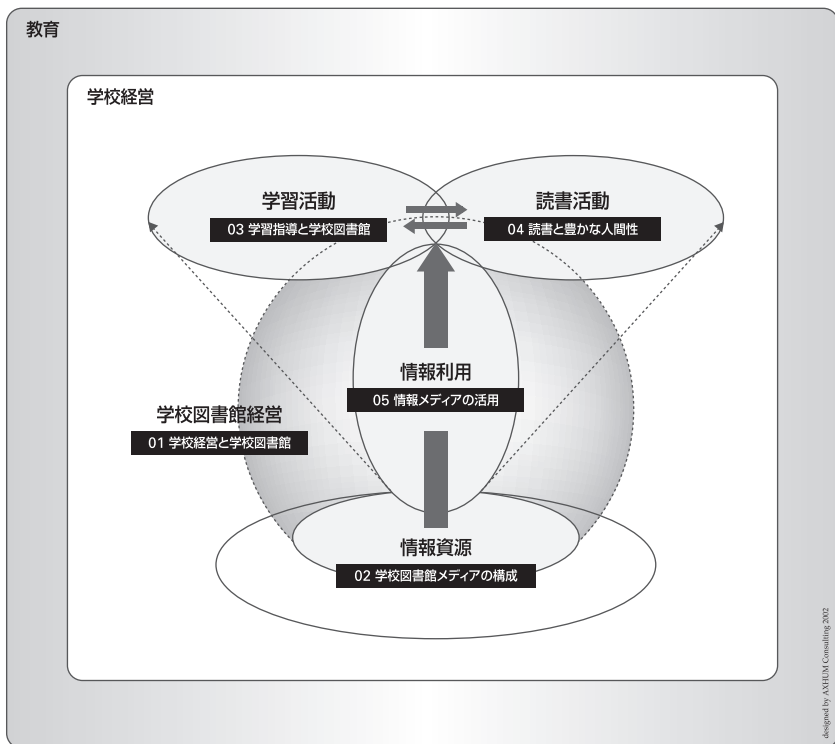 教育
学校経営
学習活動
03 学習指導と学校図書館
読書活動
04 読書と豊かな人間性
情報利用
05 情報メディアの活用
学校図書館経営
01 学校経営と学校図書館
情報資源
02 学校図書館メディアの構成
designed by AXHUM Consulting 2002